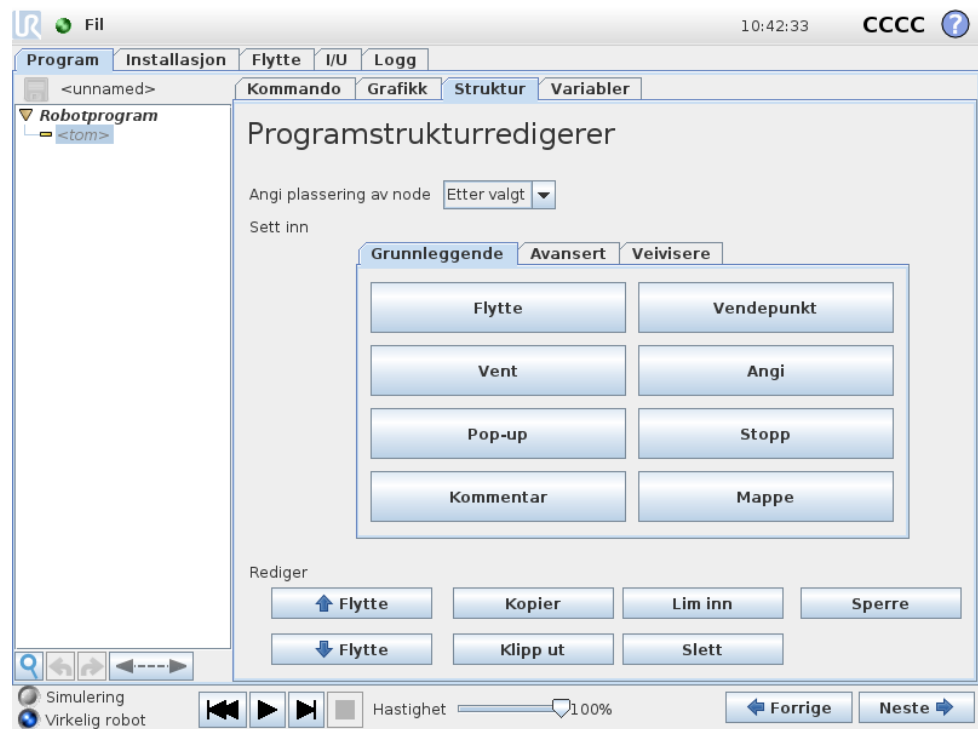 UR Fil 10:42:33 CCCC ?
Program Installasjon Flytte I/U Logg
<unnamed> Kommando Grafikk Struktur Variabler
Robotprogram
<tom>
Programstrukturredigerer
Angi plassering av node Etter valgt
Sett inn
Grunnleggende Avansert Veivisere
Flytte Vendepunkt
Vent Angi
Pop-up Stopp
Kommentar Mappe
Rediger
Flytte Kopier Lim inn Sperre
Flytte Klipp ut Slett
Simulering
Virkelig robot
Hastighet 100% Forrige Neste